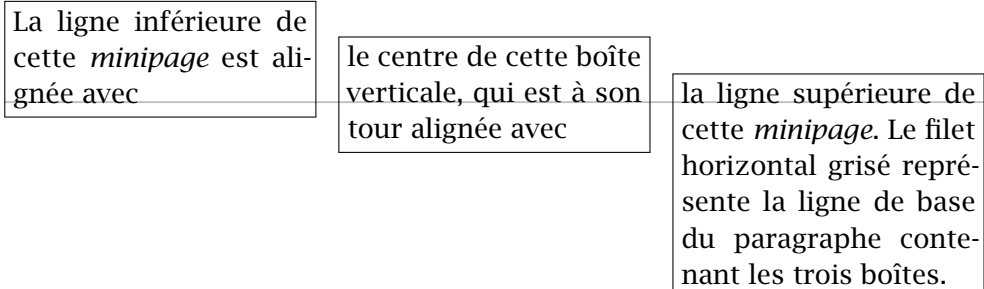 La ligne inférieure de
cette minipage est ali-
gnée avec
le centre de cette boîte
verticale, qui est à son
tour alignée avec
la ligne supérieure de
cette minipage. Le filet
horizontal grisé repré-
sente la ligne de base
du paragraphe conte-
nant les trois boîtes.